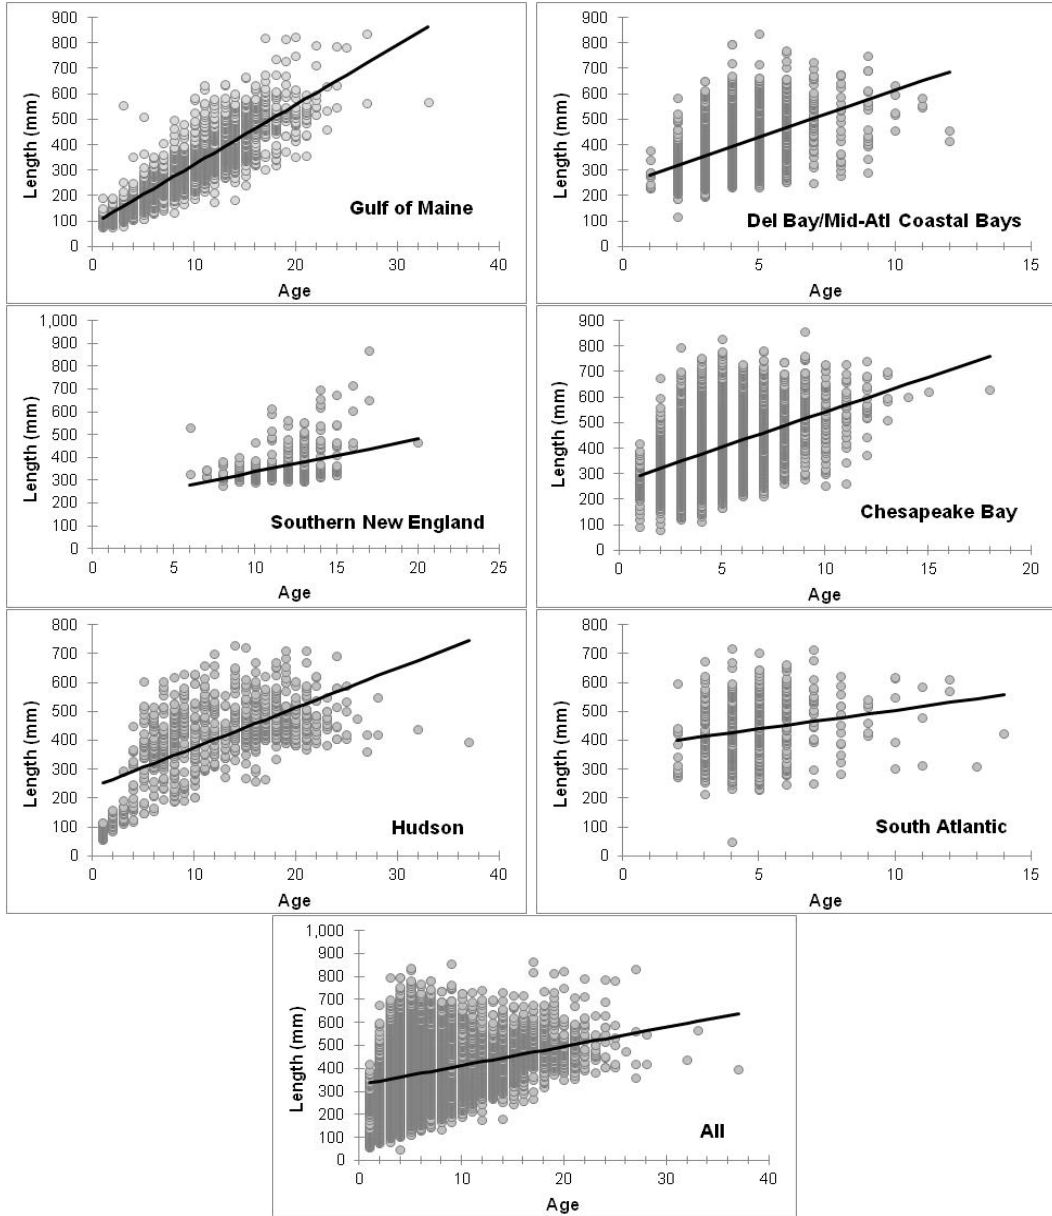 900
800
700
600
500
400
300
200
100
0
Length (mm)
Gulf of Maine
0 10 20 30 40
Age
900
800
700
600
500
400
300
200
100
0
Length (mm)
Del Bay/Mid-Atl Coastal Bays
0 5 10 15
Age
1,000
900
800
700
600
500
400
300
200
100
0
Length (mm)
Southern New England
0 5 10 15 20 25
Age
900
800
700
600
500
400
300
200
100
0
Length (mm)
Chesapeake Bay
0 5 10 15 20
Age
800
700
600
500
400
300
200
100
0
Length (mm)
Hudson
0 20 40
Age
800
700
600
500
400
300
200
100
0
Length (mm)
South Atlantic
0 5 10 15
Age
1,000
900
800
700
600
500
400
300
200
100
0
Length (mm)
All
0 10 20 30 40
Age